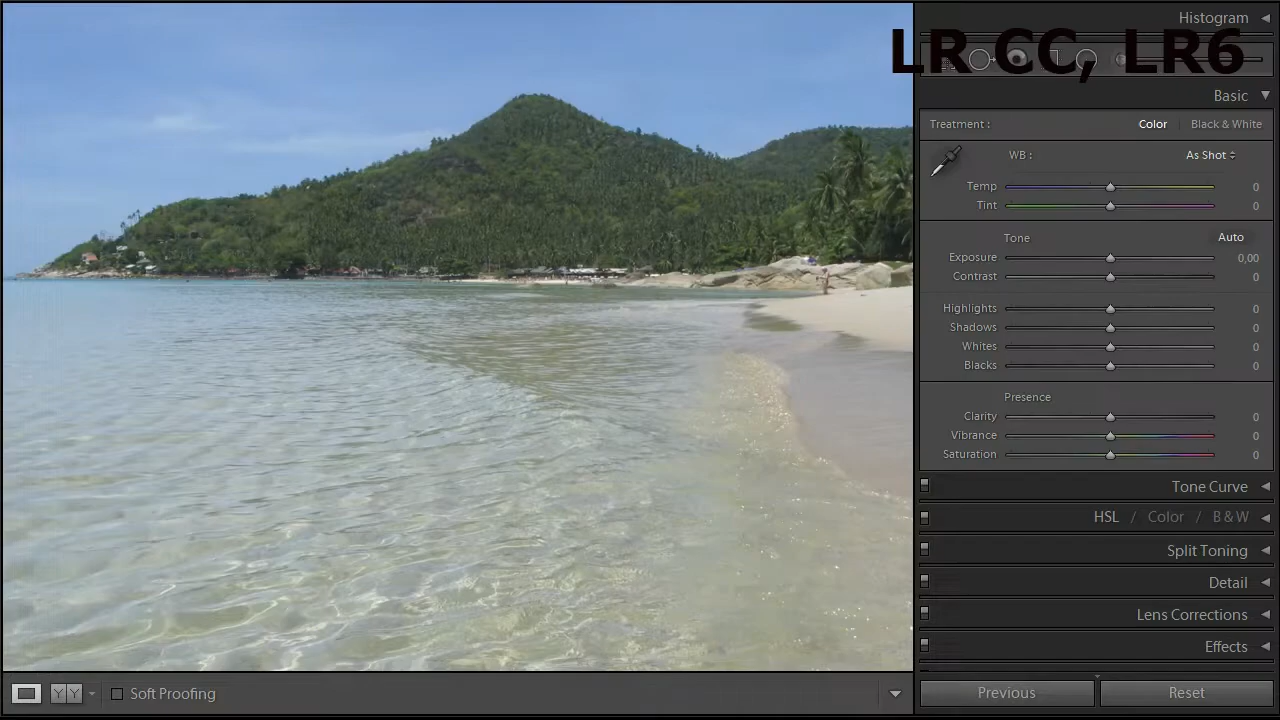 Histogram
LR CC, LR6
Basic
Treatment : Color Black & White
WB : As Shot
Temp 0
Tint 0
Tone Auto
Exposure 0,00
Contrast 0
Highlights 0
Shadows 0
Whites 0
Blacks 0
Presence
Clarity 0
Vibrance 0
Saturation 0
Tone Curve
HSL / Color / B & W
Split Toning
Detail
Lens Corrections
Effects
Y Y Soft Proofing Previous Reset